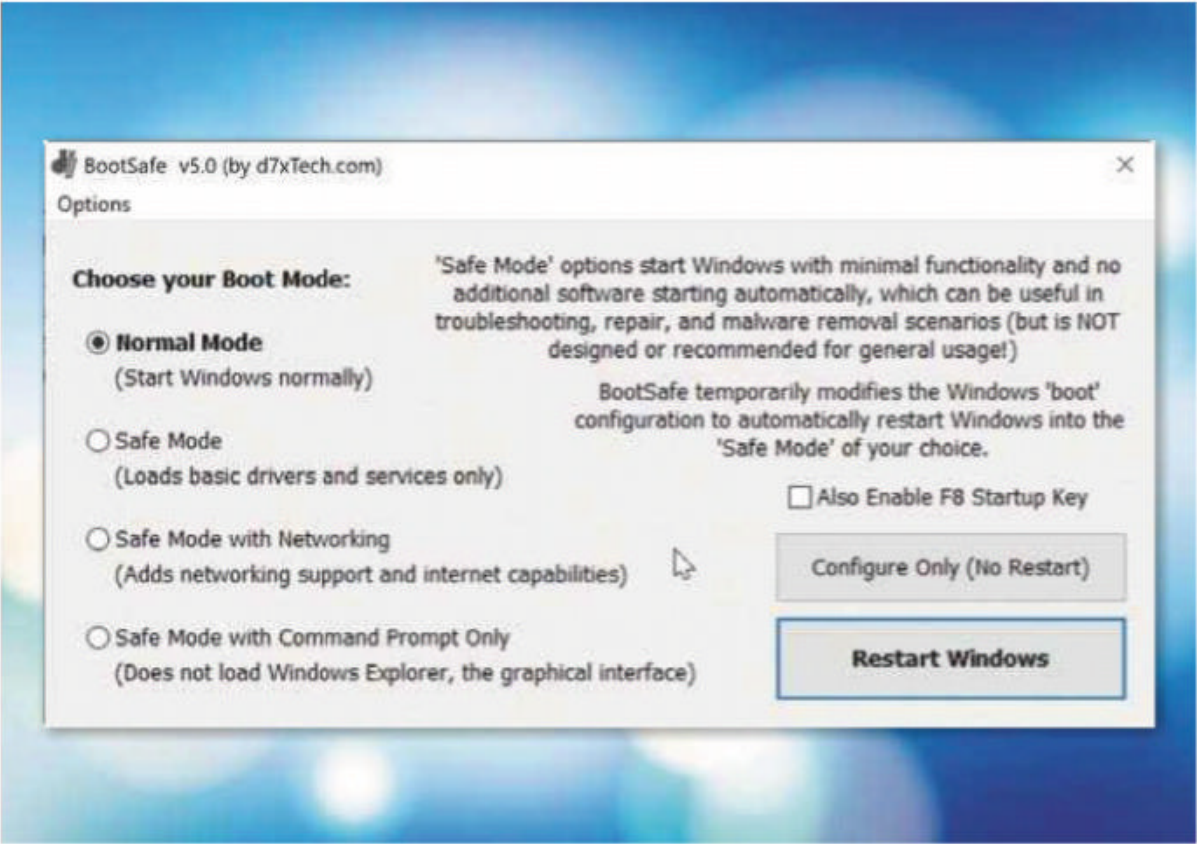 BootSafe v5.0 (by d7xTech.com)
Options
Choose your Boot Mode:
Normal Mode
(Start Windows normally)
Safe Mode
(Loads basic drivers and services only)
Safe Mode with Networking
(Adds networking support and internet capabilities)
Safe Mode with Command Prompt Only
(Does not load Windows Explorer, the graphical interface)
'Safe Mode' options start Windows with minimal functionality and no
additional software starting automatically, which can be useful in
troubleshooting, repair, and malware removal scenarios (but is NOT
designed or recommended for general usage!)
BootSafe temporarily modifies the Windows 'boot'
configuration to automatically restart Windows into the
'Safe Mode' of your choice.
Also Enable F8 Startup Key
Configure Only (No Restart)
Restart Windows